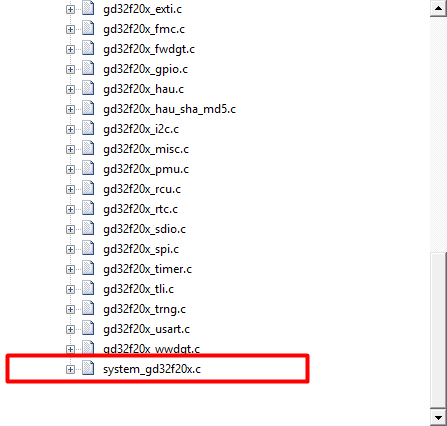 gd32f20x_exti.c
gd32f20x_fmc.c
gd32f20x_fwdgt.c
gd32f20x_gpio.c
gd32f20x_hau.c
gd32f20x_hau_sha_md5.c
gd32f20x_i2c.c
gd32f20x_misc.c
gd32f20x_pmu.c
gd32f20x_rcu.c
gd32f20x_rtc.c
gd32f20x_sdio.c
gd32f20x_spi.c
gd32f20x_timer.c
gd32f20x_tli.c
gd32f20x_trng.c
gd32f20x_usart.c
gd32f20x_wwdgt.c
system_gd32f20x.c